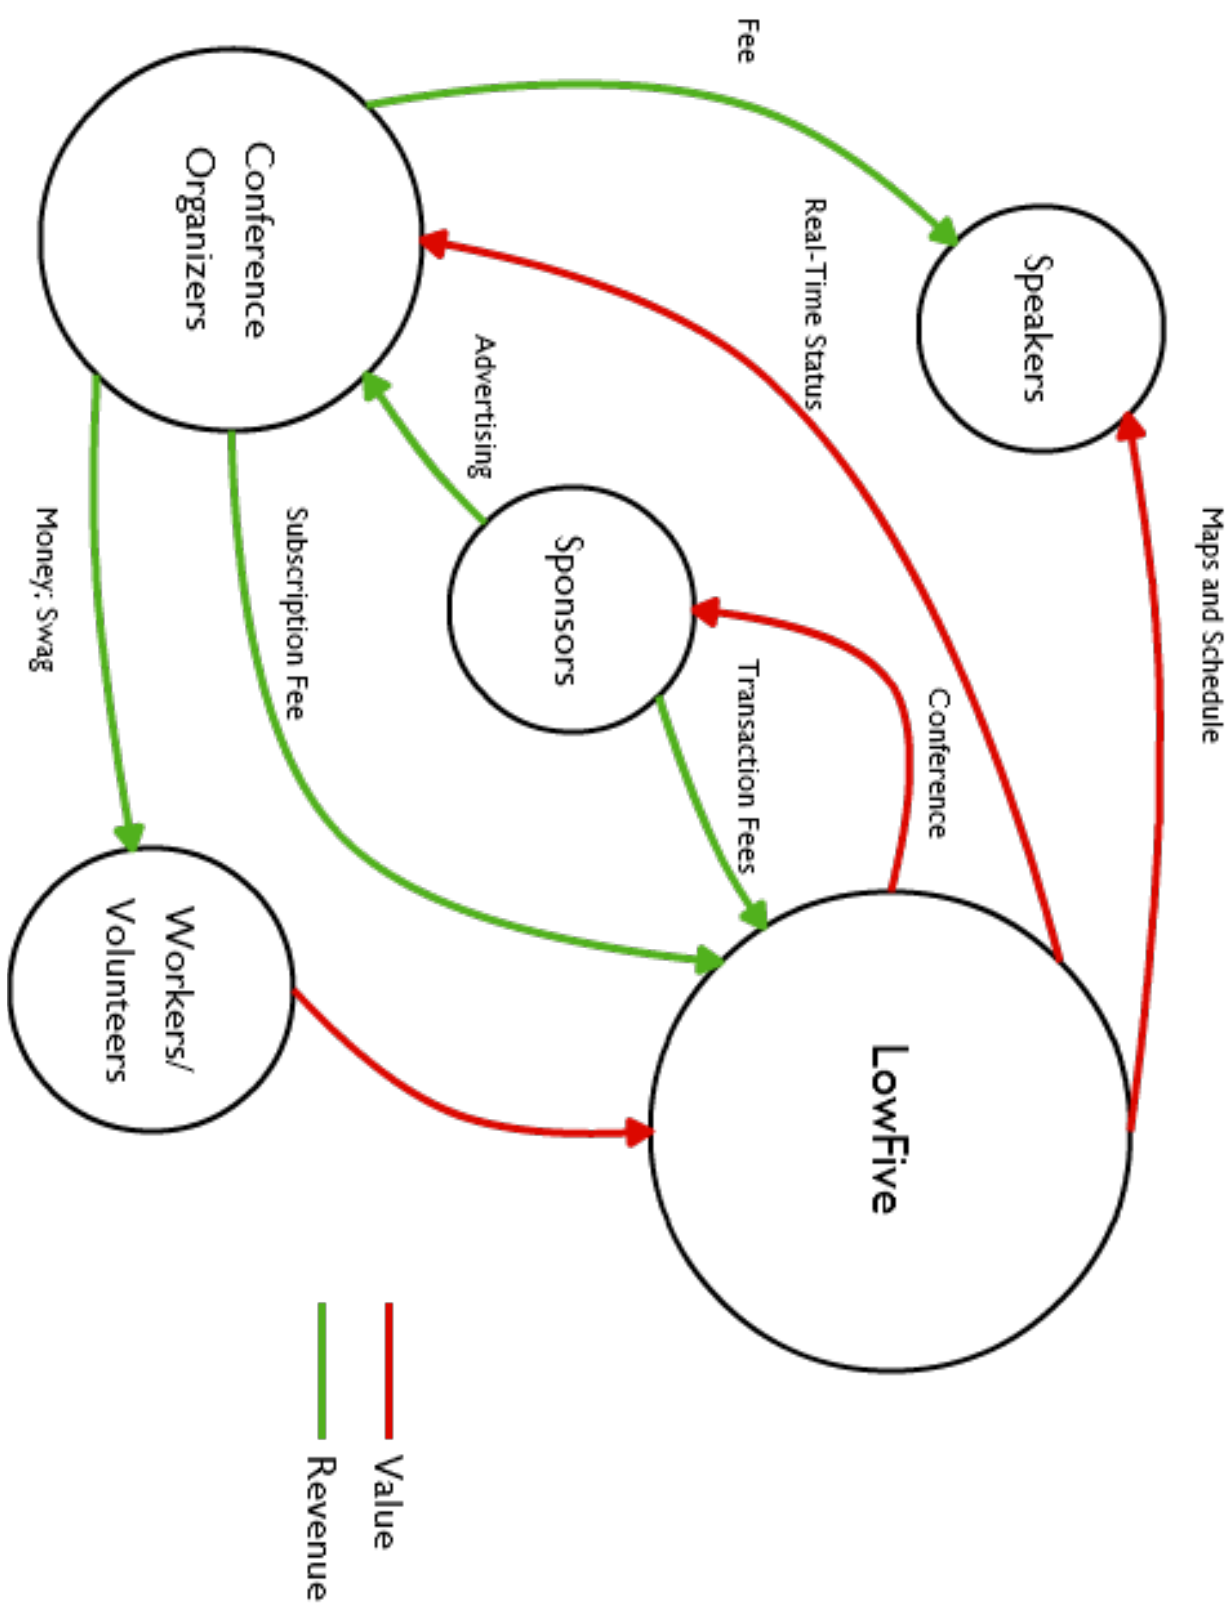 Maps and Schedule
Speakers
Conference
LowFive
Real-Time Status
Fee
Transaction Fees
Sponsors
Advertising
Subscription Fee
Conference
Organizers
Workers/
Volunteers
Money; Swag
Value
Revenue